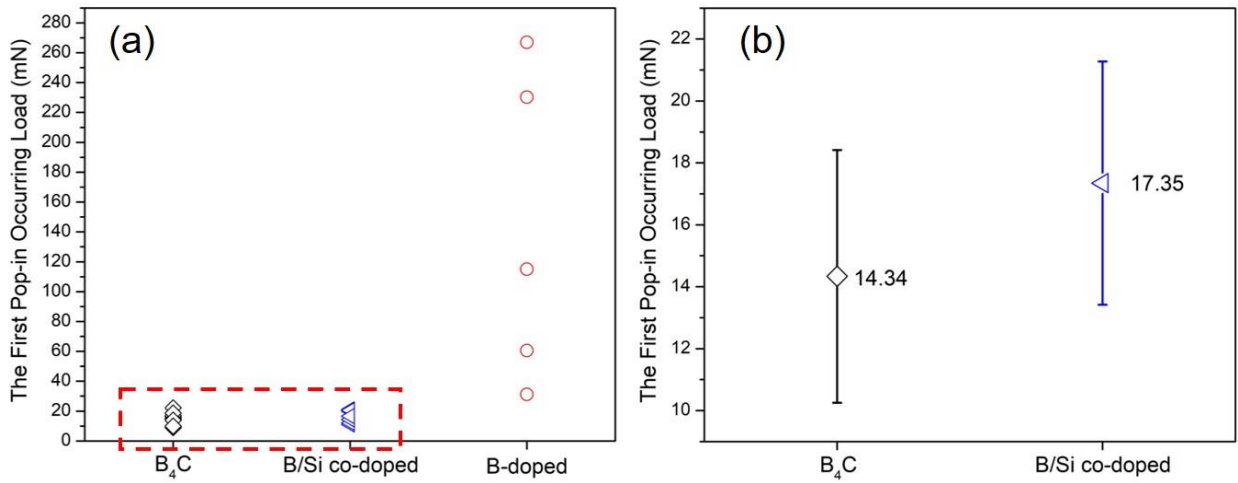 (a)
The First Pop-in Occurring Load (mN)
280
260
240
220
200
180
160
140
120
100
80
60
40
20
0
B₄C
B/Si co-doped
B-doped
(b)
The First Pop-in Occurring Load (mN)
22
20
18
16
14
12
10
14.34
17.35
B₄C
B/Si co-doped